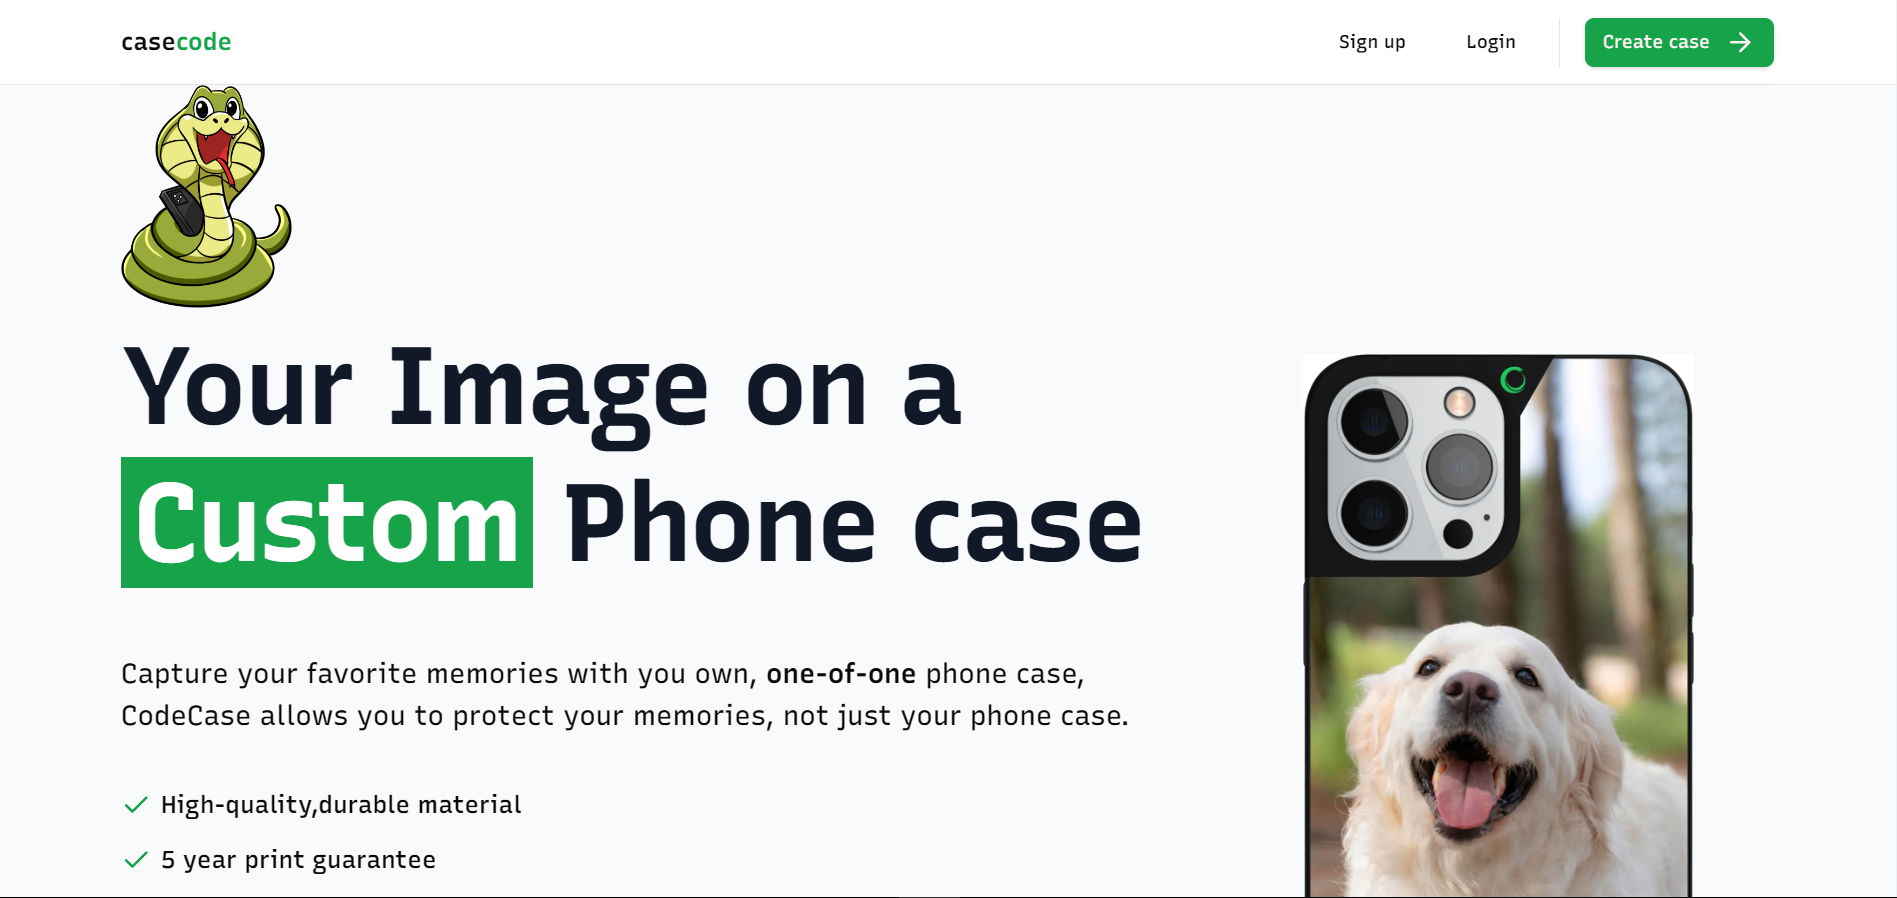 casecode
Sign up
Login
Create case
Your Image on a
Custom Phone case
Capture your favorite memories with you own, one-of-one phone case,
CodeCase allows you to protect your memories, not just your phone case.
High-quality,durable material
5 year print guarantee